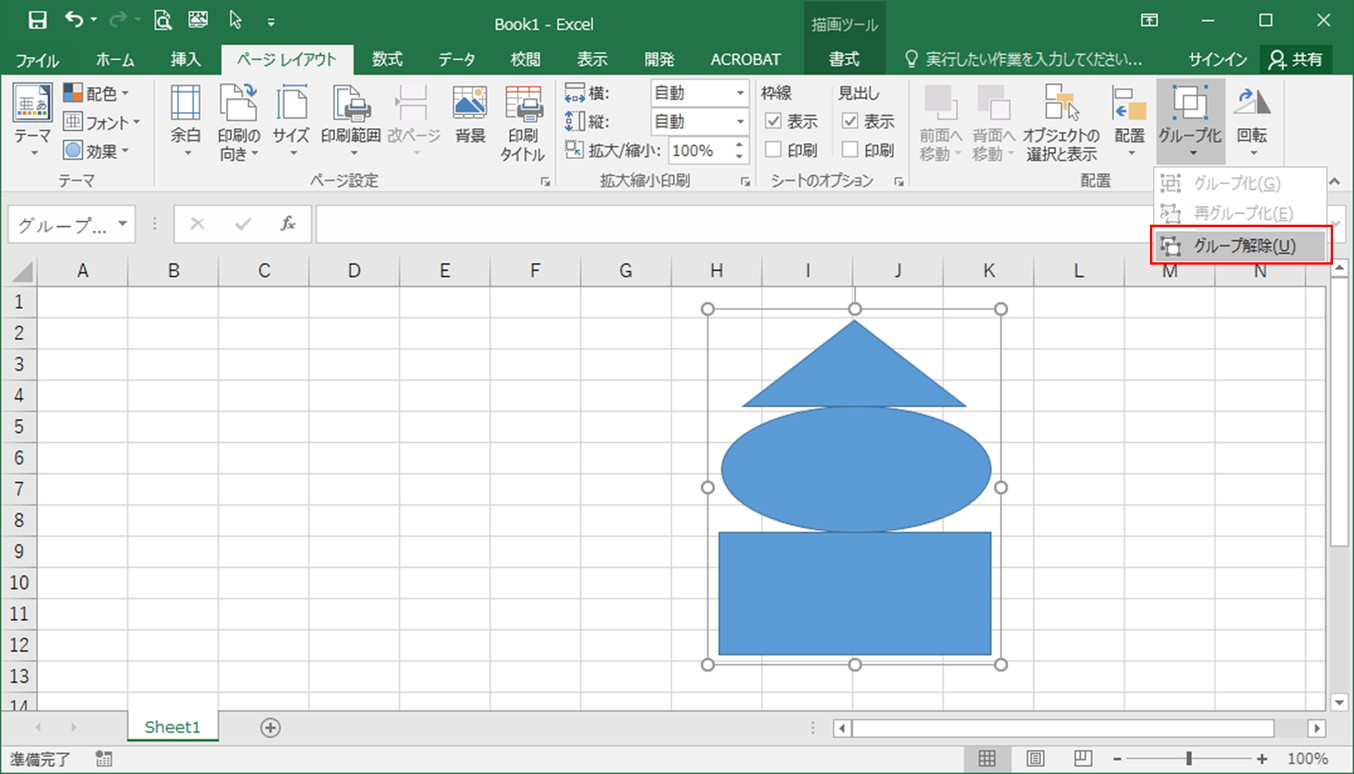 Book1 - Excel
描画ツール
ファイル ホーム 挿入 ページ レイアウト 数式 データ 校閲 表示 開発 ACROBAT 書式 実行したい作業を入力してください... サインイン 共有
テーマ
配色
フォント
効果
テーマ
余白
印刷の
向き
サイズ
印刷範囲
改ページ
背景
印刷
タイトル
ページ設定
横: 自動
縦: 自動
拡大/縮小: 100%
拡大縮小印刷
枠線
表示
印刷
見出し
表示
印刷
シートのオプション
前面へ
移動
背面へ
移動
オブジェクトの
選択と表示
配置
グループ化
回転
配置
グループ化(G)
再グループ化(E)
グループ解除(U)
グループ... fx
A B C D E F G H I J K L M N
1
2
3
4
5
6
7
8
9
10
11
12
13
14
Sheet1
準備完了
100%